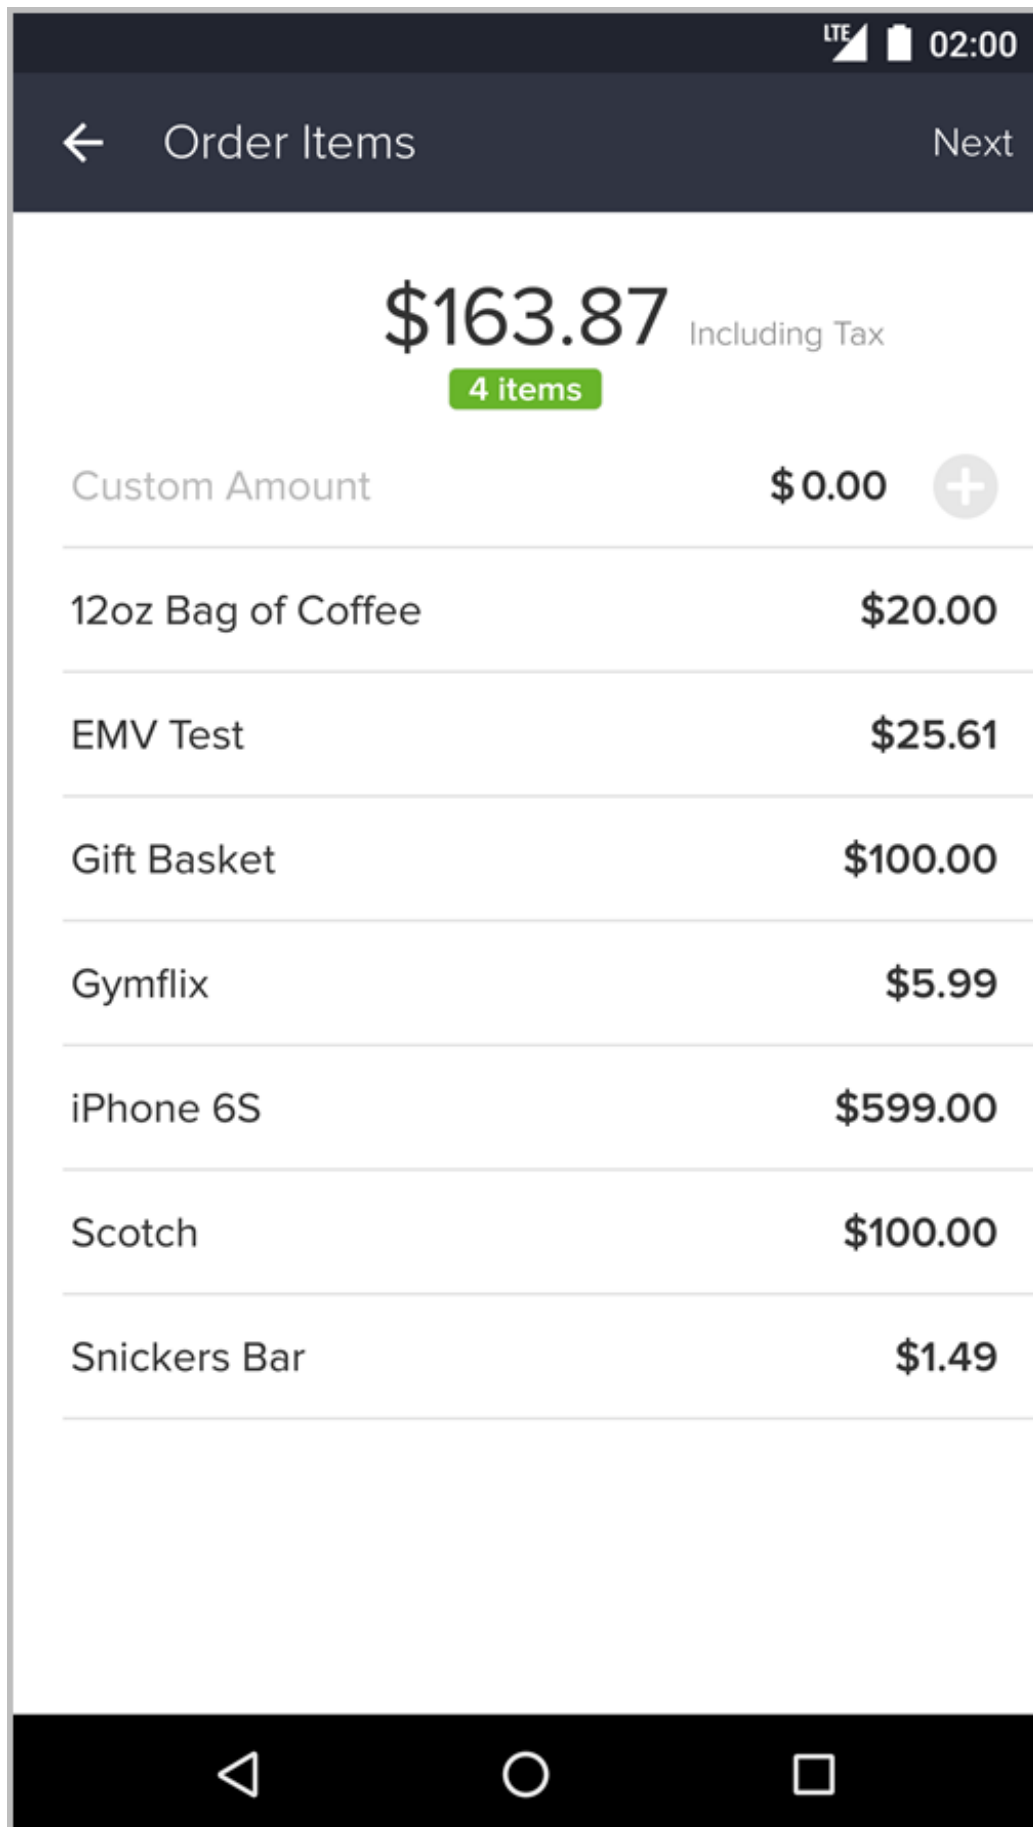 LTE 02:00
Order Items Next
$163.87 Including Tax
4 items
Custom Amount $0.00
12oz Bag of Coffee $20.00
EMV Test $25.61
Gift Basket $100.00
Gymflix $5.99
iPhone 6S $599.00
Scotch $100.00
Snickers Bar $1.49